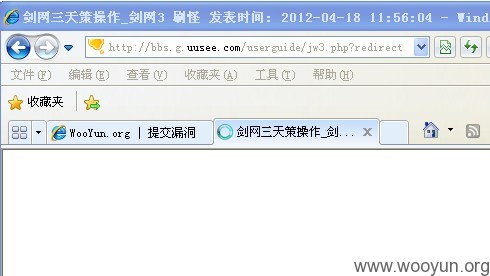 剑网三天策操作_剑网3 刷怪 发表时间: 2012-04-18 11:56:04 - Wind
http://bbs.g.uusee.com/userguide/jw3.php?redirect
文件(F) 编辑(E) 查看(V) 收藏夹(A) 工具(T) 帮助(H)
收藏夹
WooYun.org | 提交漏洞 剑网三天策操作_剑...
www.wooyun.org